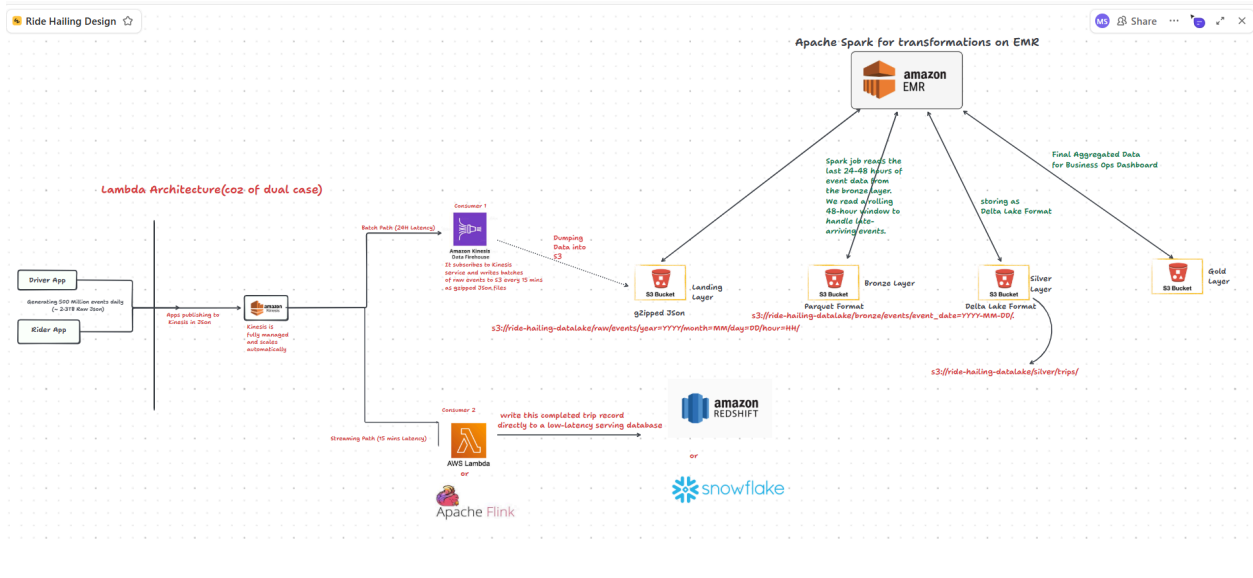 Ride Hailing Design
MS
Share
Apache Spark for transformations on EMR
amazon
EMR
Lambda Architecture(coz of dual case)
Spark job reads the
last 24-48 hours of
event data from
the bronze layer.
We read a rolling
48-hour window to
handle late-
arriving events.
storing as
Delta Lake Format
Final Aggregated Data
for Business Ops Dashboard
Driver App
Generating 500 Million events daily
(~ 2-3TB Raw Json)
Rider App
Apps publishing to
Kinesis in Json
Kinesis is
fully managed
and scales
automatically
Batch Path (24H Latency)
Consumer 1
Amazon Kinesis
Data Firehouse
It subscribes to Kinesis
service and writes batches
of raw events to S3 every 15 mins
as gzipped Json files
Dumping
Data into
S3
S3 Bucket
Landing
Layer
gZipped Json
s3://ride-hailing-datalake/raw/events/year=YYYY/month=MM/day=DD/hour=HH/
S3 Bucket
Bronze Layer
Parquet Format
s3://ride-hailing-datalake/bronze/events/event_date=YYYY-MM-DD/.
S3 Bucket
Silver
Layer
Delta Lake Format
s3://ride-hailing-datalake/silver/trips/
S3 Bucket
Gold
Layer
Streaming Path (15 mins Latency)
Consumer 2
AWS Lambda
or
Apache Flink
write this completed trip record
directly to a low-latency serving database
amazon
REDSHIFT
or
snowflake